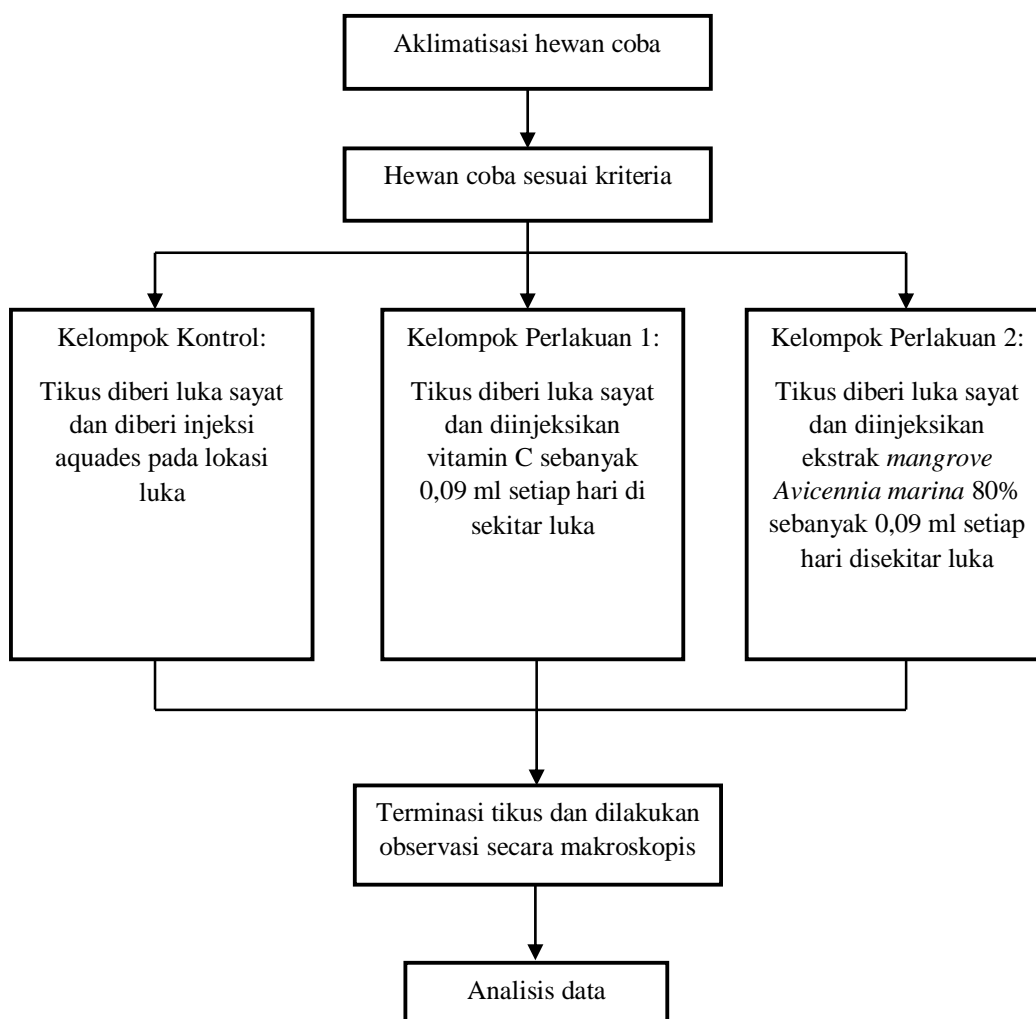 Aklimatisasi hewan coba
Hewan coba sesuai kriteria
Kelompok Kontrol:
Tikus diberi luka sayat
dan diberi injeksi
aquades pada lokasi
luka
Kelompok Perlakuan 1:
Tikus diberi luka sayat
dan diinjeksikan
vitamin C sebanyak
0,09 ml setiap hari di
sekitar luka
Kelompok Perlakuan 2:
Tikus diberi luka sayat
dan diinjeksikan
ekstrak mangrove
Avicennia marina 80%
sebanyak 0,09 ml setiap
hari disekitar luka
Terminasi tikus dan dilakukan
observasi secara makroskopis
Analisis data